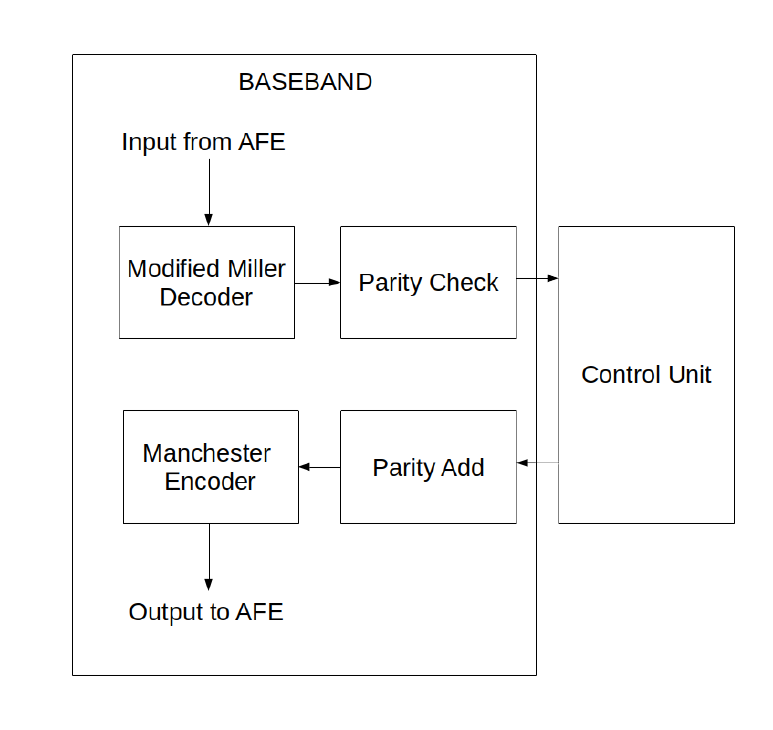 BASEBAND
Input from AFE
Modified Miller
Decoder
Parity Check
Control Unit
Manchester
Encoder
Parity Add
Output to AFE